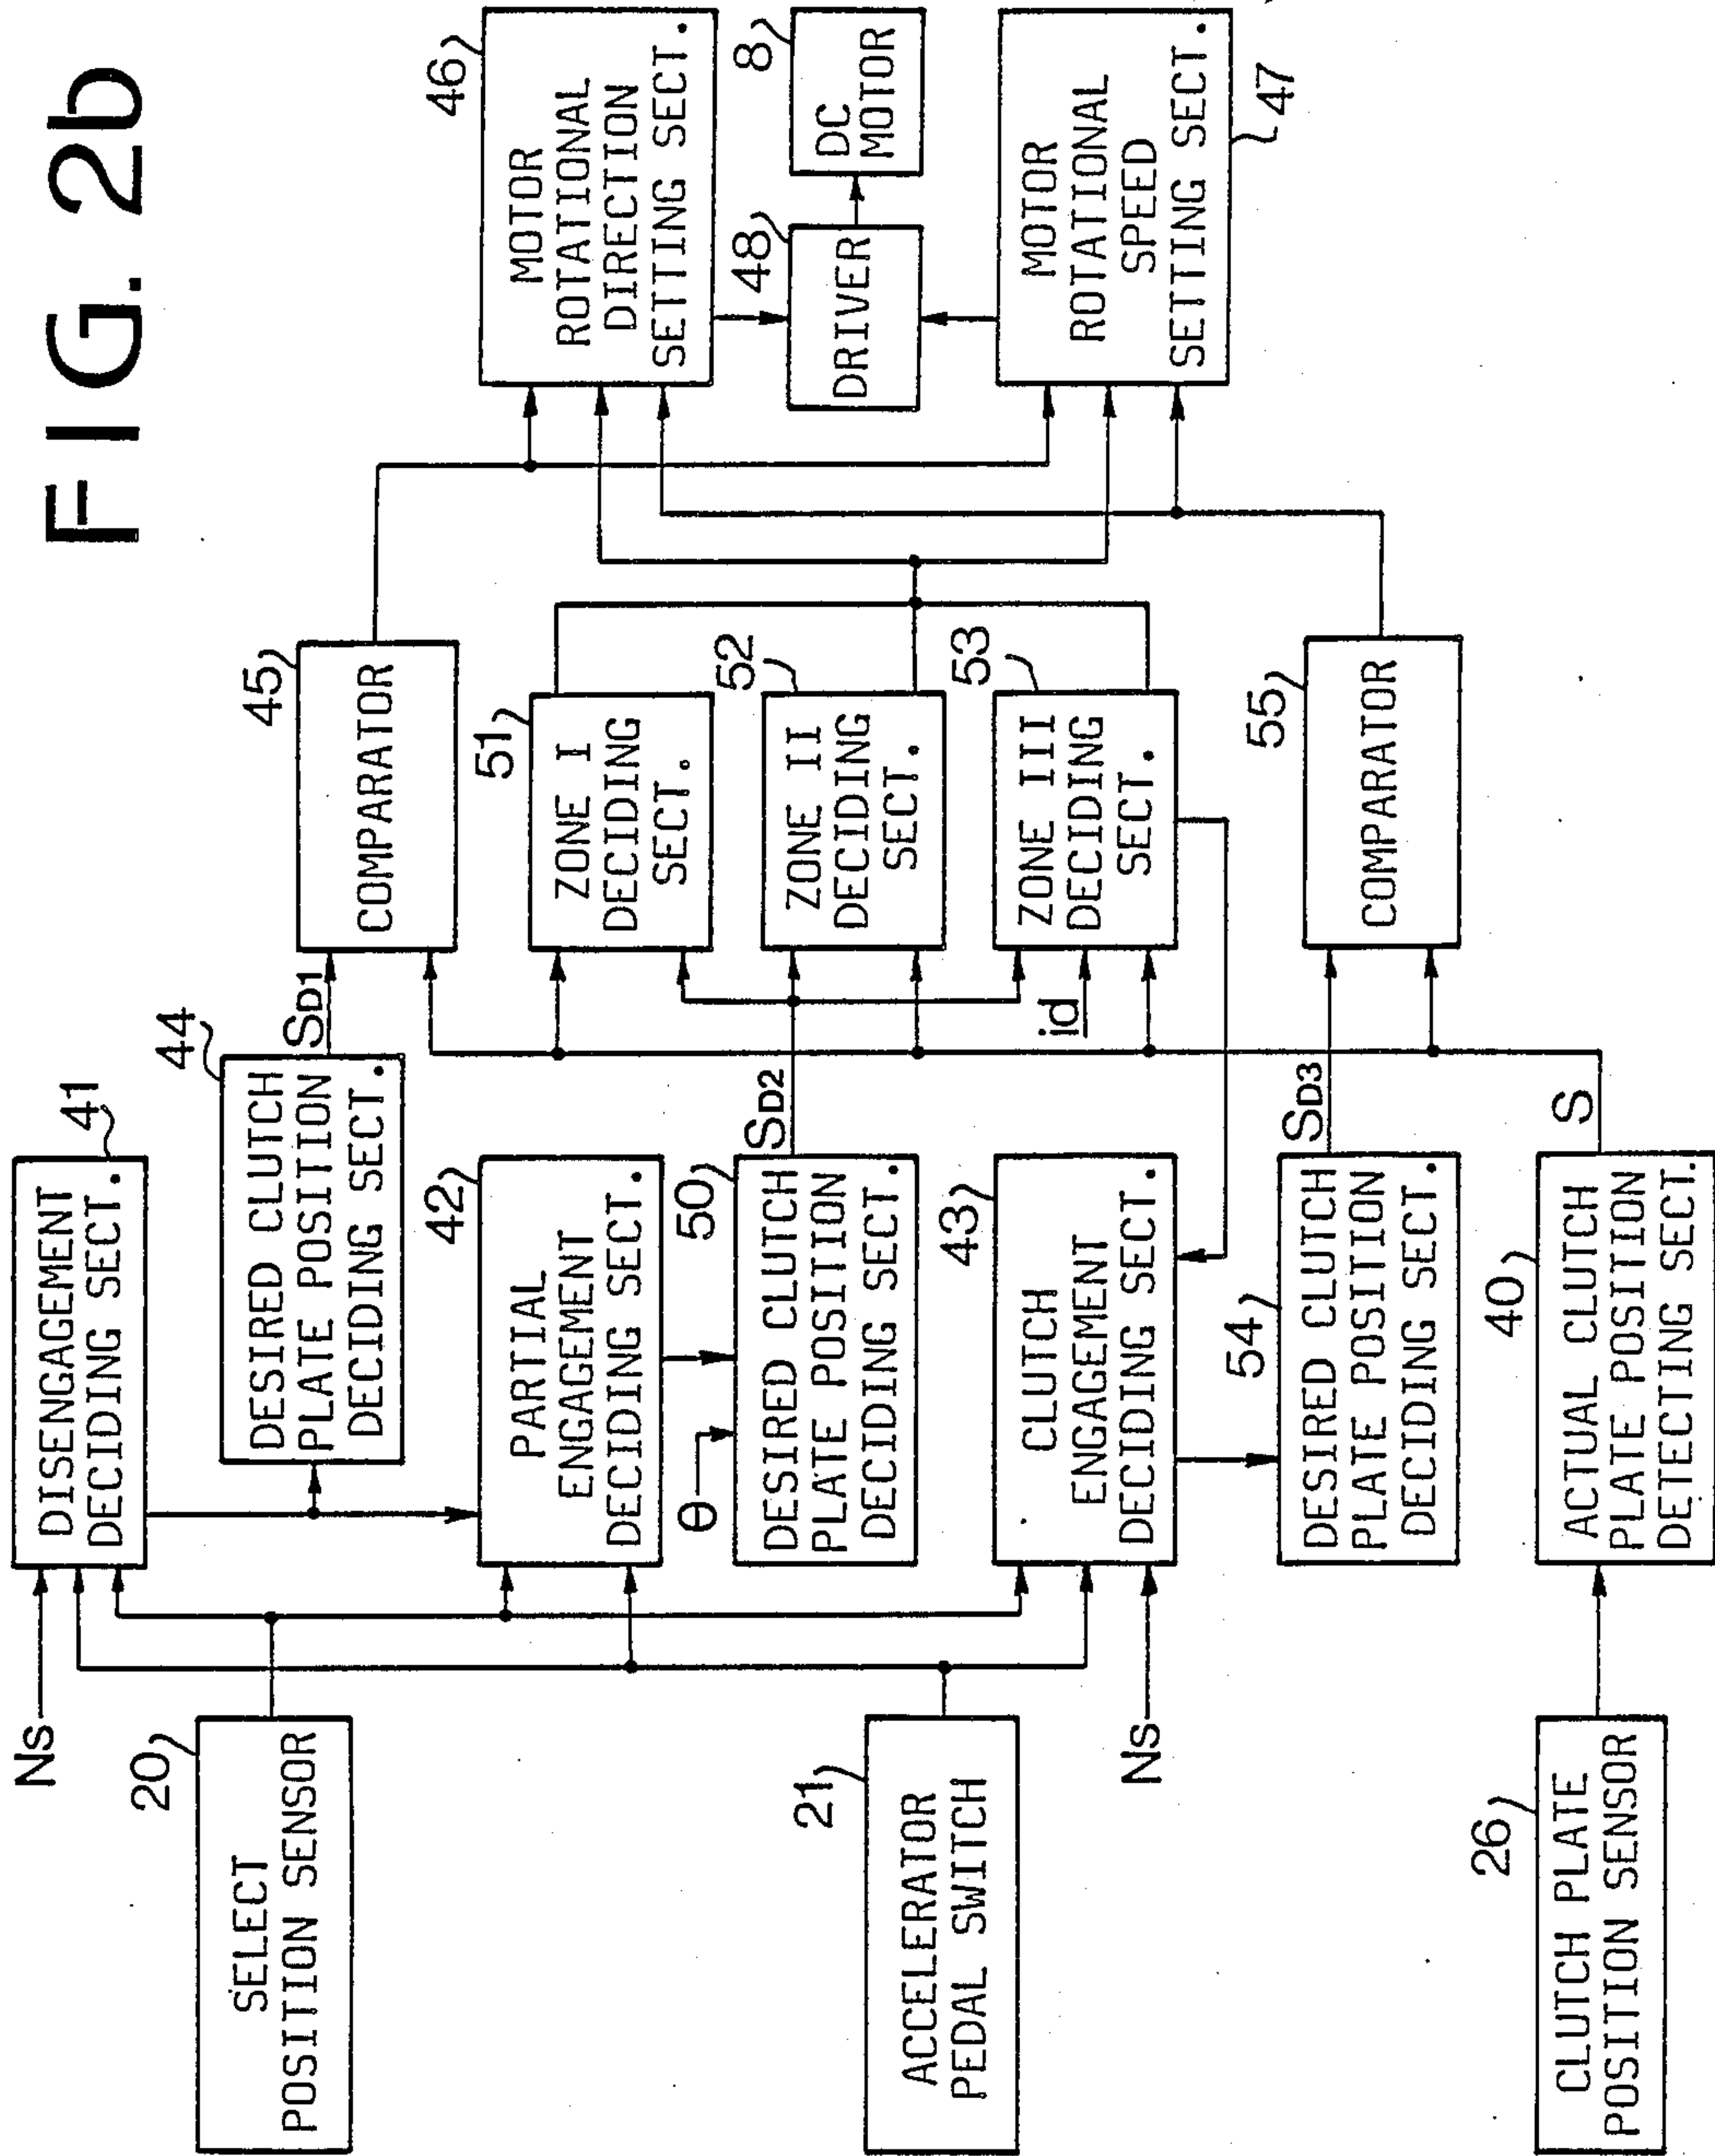 FIG. 2b
Ns
20
SELECT
POSITION SENSOR
21
ACCELERATOR
PEDAL SWITCH
Ns
26
CLUTCH PLATE
POSITION SENSOR
41
DISENGAGEMENT
DECIDING SECT.
44
DESIRED CLUTCH
PLATE POSITION
DECIDING SECT.
SD1
42
PARTIAL
ENGAGEMENT
DECIDING SECT.
θ
50
DESIRED CLUTCH
PLATE POSITION
DECIDING SECT.
SD2
43
CLUTCH
ENGAGEMENT
DECIDING SECT.
54
DESIRED CLUTCH
PLATE POSITION
DECIDING SECT.
SD3
40
ACTUAL CLUTCH
PLATE POSITION
DETECTING SECT.
S
45
COMPARATOR
51
ZONE I
DECIDING
SECT.
52
ZONE II
DECIDING
SECT.
id
53
ZONE III
DECIDING
SECT.
55
COMPARATOR
46
MOTOR
ROTATIONAL
DIRECTION
SETTING SECT.
48
DRIVER
8
DC
MOTOR
MOTOR
ROTATIONAL
SPEED
SETTING SECT.
47